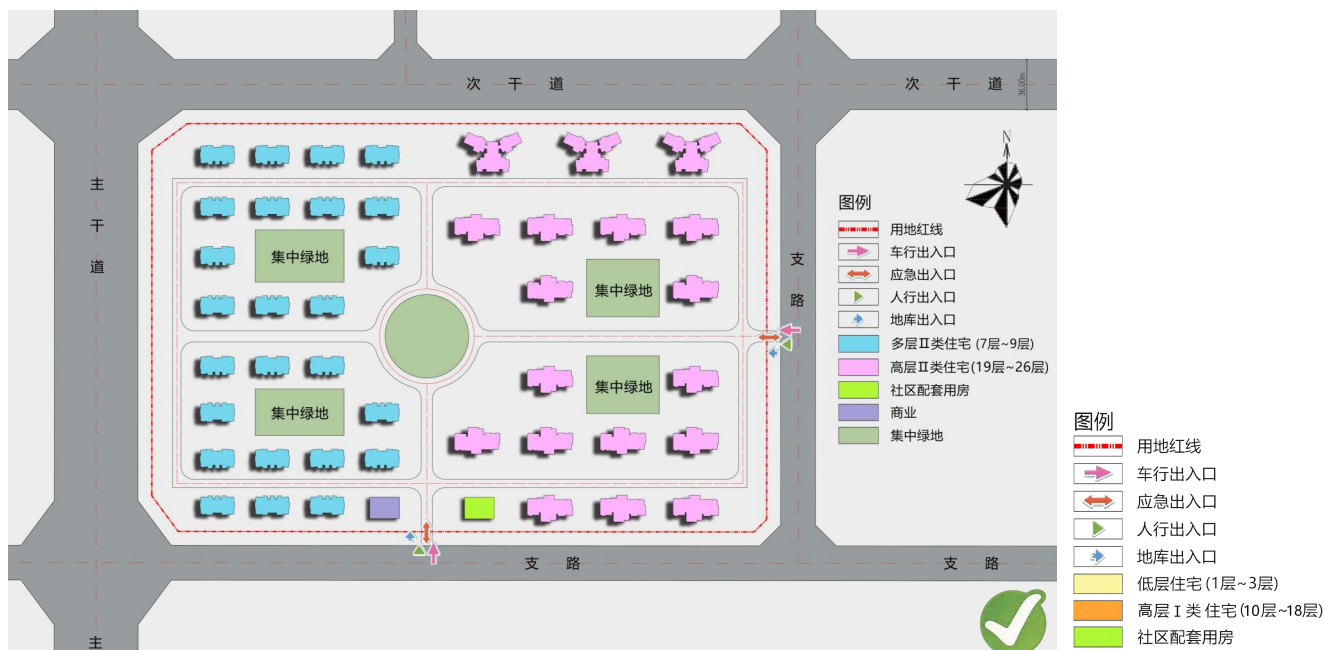 次干道
次干道
36.00m
主干道
N
图例
用地红线
车行出入口
应急出入口
人行出入口
地库出入口
多层Ⅱ类住宅(7层~9层)
高层Ⅱ类住宅(19层~26层)
社区配套用房
商业
集中绿地
支路
集中绿地
集中绿地
集中绿地
集中绿地
支路
支路
主
图例
用地红线
车行出入口
应急出入口
人行出入口
地库出入口
低层住宅(1层~3层)
高层Ⅰ类住宅(10层~18层)
社区配套用房